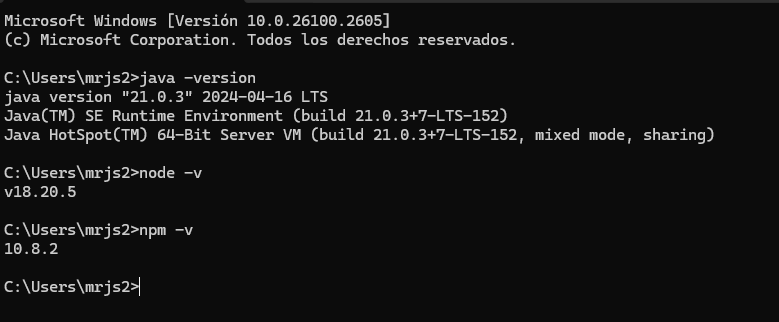 Microsoft Windows [Versión 10.0.26100.2605]
(c) Microsoft Corporation. Todos los derechos reservados.
C:\Users\mrjs2>java -version
java version "21.0.3" 2024-04-16 LTS
Java(TM) SE Runtime Environment (build 21.0.3+7-LTS-152)
Java HotSpot(TM) 64-Bit Server VM (build 21.0.3+7-LTS-152, mixed mode, sharing)
C:\Users\mrjs2>node -v
v18.20.5
C:\Users\mrjs2>npm -v
10.8.2
C:\Users\mrjs2>